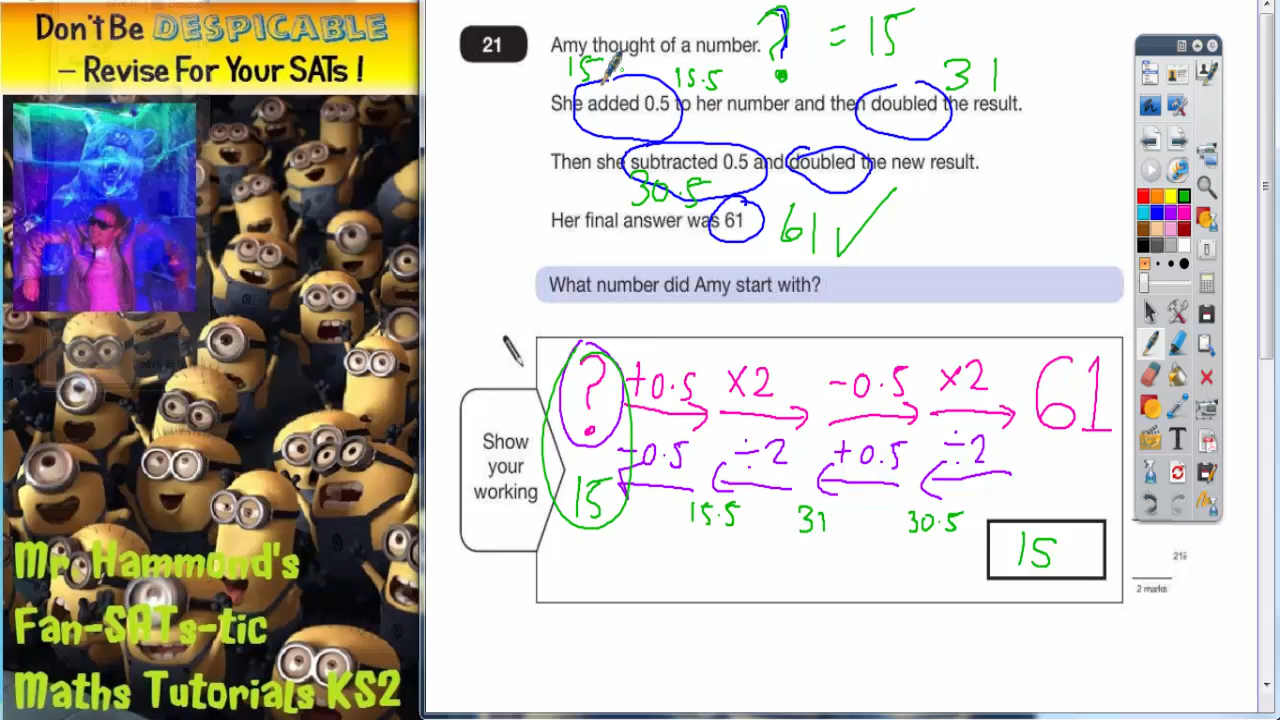 Don't Be DESPICABLE
– Revise For Your SATs !
Mr Hammond's
Fan-SATs-tic
Maths Tutorials KS2
21
Amy thought of a number.
? = 15
15 15.5 31
She added 0.5 to her number and then doubled the result.
Then she subtracted 0.5 and doubled the new result.
30.5
Her final answer was 61
61 ✓
What number did Amy start with?
Show
your
working
? +0.5 ×2 -0.5 ×2 61
-0.5 ÷2 +0.5 ÷2
15 15.5 31 30.5
15
21i
2 marks